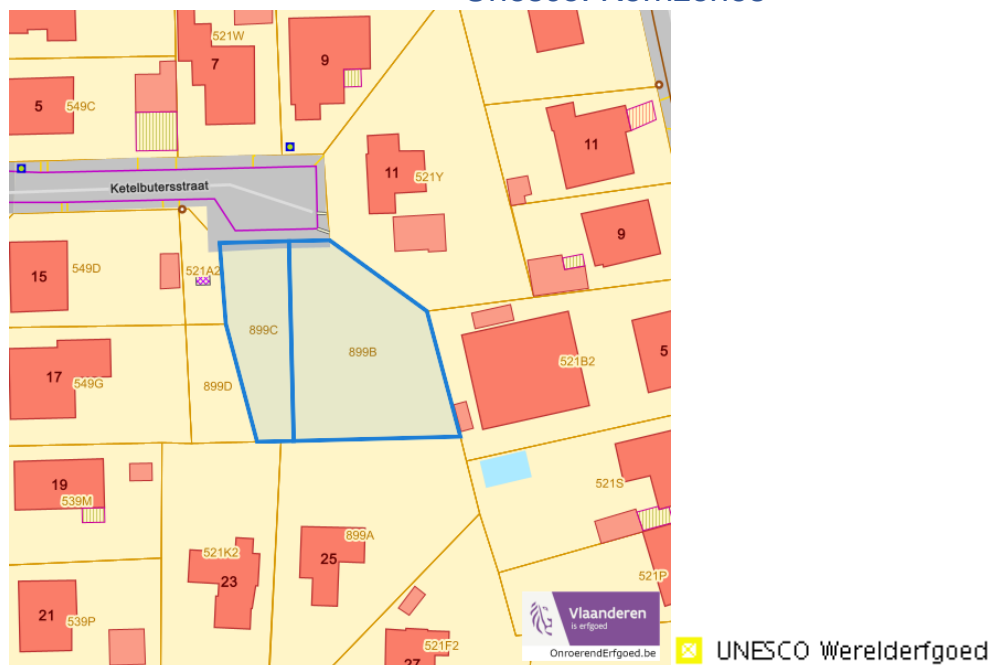 Unesco: Kernzones
521W
7
9
5
549C
11
11
521Y
Ketelbutersstraat
9
15
549D
521A2
899C
899B
5
521B2
17
549G
899D
19
539M
521S
899A
521K2
25
23
521P
21
539P
521F2
27
Vlaanderen
is erfgoed
OnroerendErfgoed.be
UNESCO Werelderfgoed